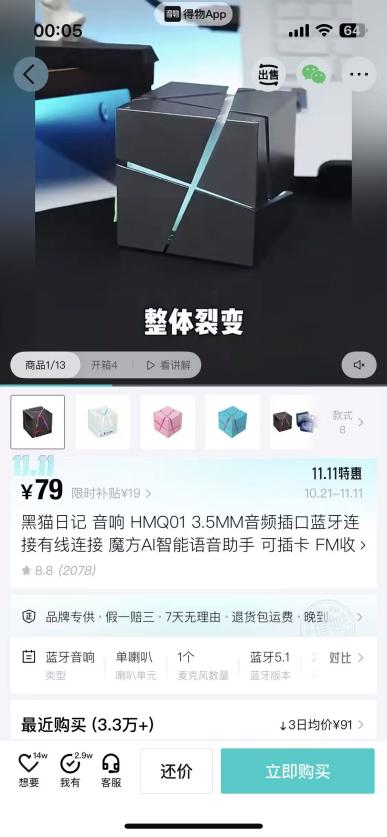 00:05
得物 得物App
64
出售
整体裂变
商品1/13
开箱4
看讲解
款式
8
11.11
¥79
限时补贴¥19
11.11特惠
10.21–11.11
黑猫日记 音响 HMQ01 3.5MM音频插口蓝牙连
接有线连接 魔方AI智能语音助手 可插卡 FM收
8.8 (2078)
品牌专供 · 假一赔三 · 7天无理由 · 退货包运费 · 晚到
蓝牙音响
类型
单喇叭
喇叭单元
1个
麦克风数量
蓝牙5.1
蓝牙版本
对比
最近购买 (3.3万+)
↓3日均价¥91
14w
想要
2.9w
我有
客服
还价
立即购买